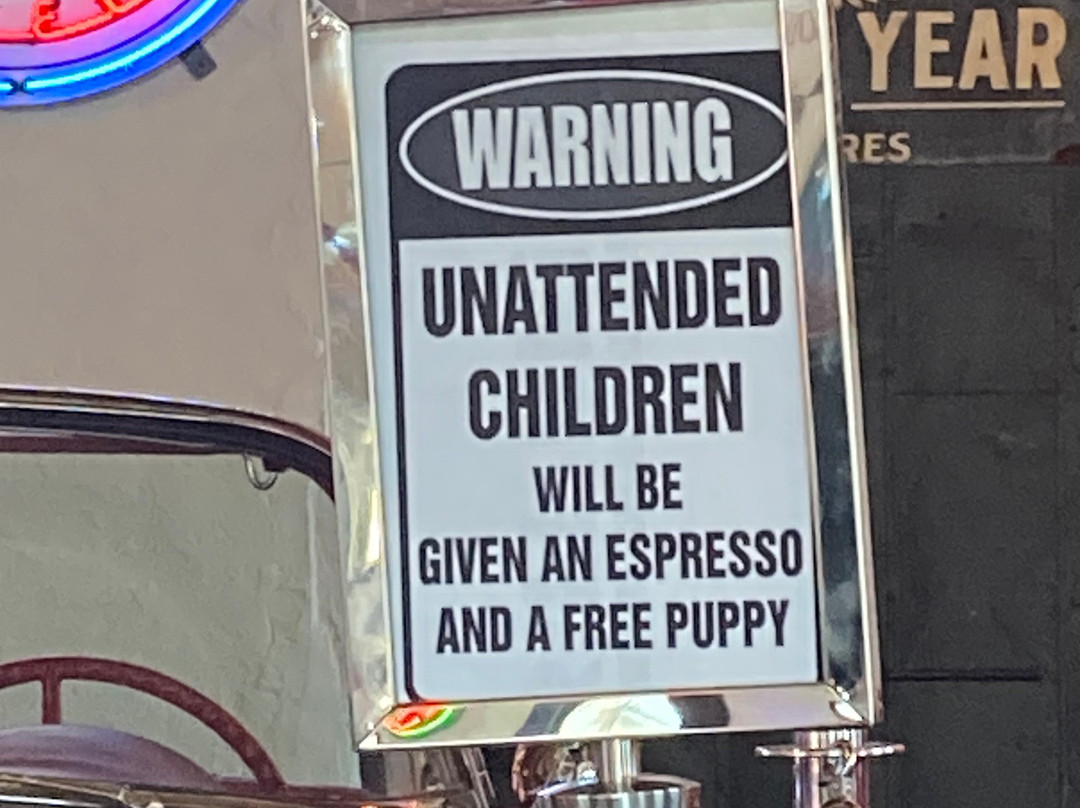 YEAR
RES
WARNING
UNATTENDED
CHILDREN
WILL BE
GIVEN AN ESPRESSO
AND A FREE PUPPY